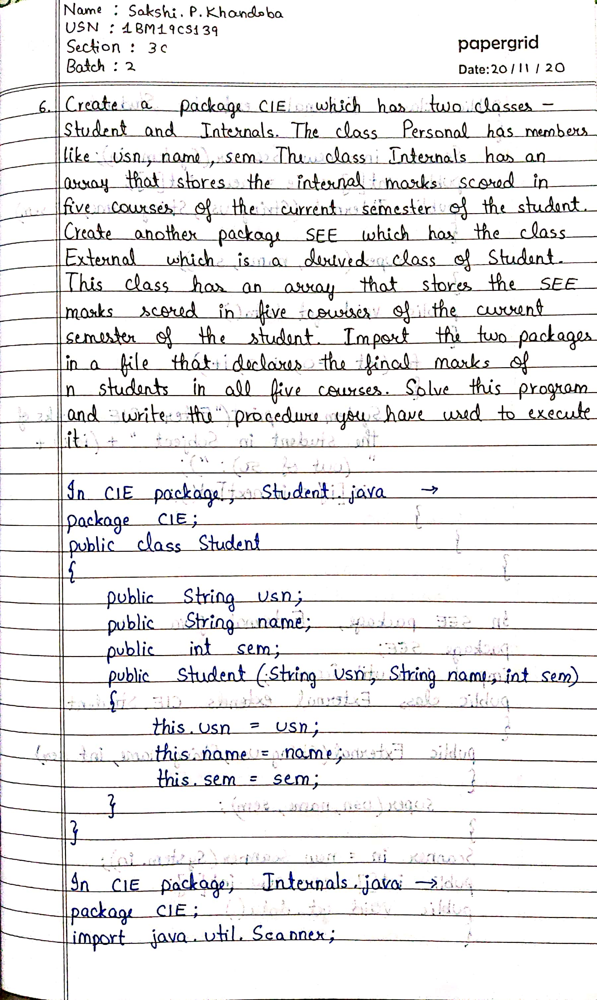 Name : Sakshi. P. Khandoba
USN : 1BM19CS139
Section : 3C
Batch : 2
papergrid
Date: 20 / 11 / 20
6. Create a package CIE which has two classes -
Student and Internals. The class Personal has members
like usn, name, sem. The class Internals has an
array that stores the internal marks scored in
five courses of the current semester of the student.
Create another package SEE which has the class
External which is a derived class of Student.
This class has an array that stores the SEE
marks scored in five courses of the current
semester of the student. Import the two packages
in a file that declares the final marks of
n students in all five courses. Solve this program
and write the procedure you have used to execute
it.
In CIE package, Student.java →
package CIE;
public class Student
{
public String usn;
public String name;
public int sem;
public Student (String usn, String name, int sem)
{
this.usn = usn;
this.name = name;
this.sem = sem;
}
}
In CIE package, Internals.java →
package CIE;
import java.util.Scanner;